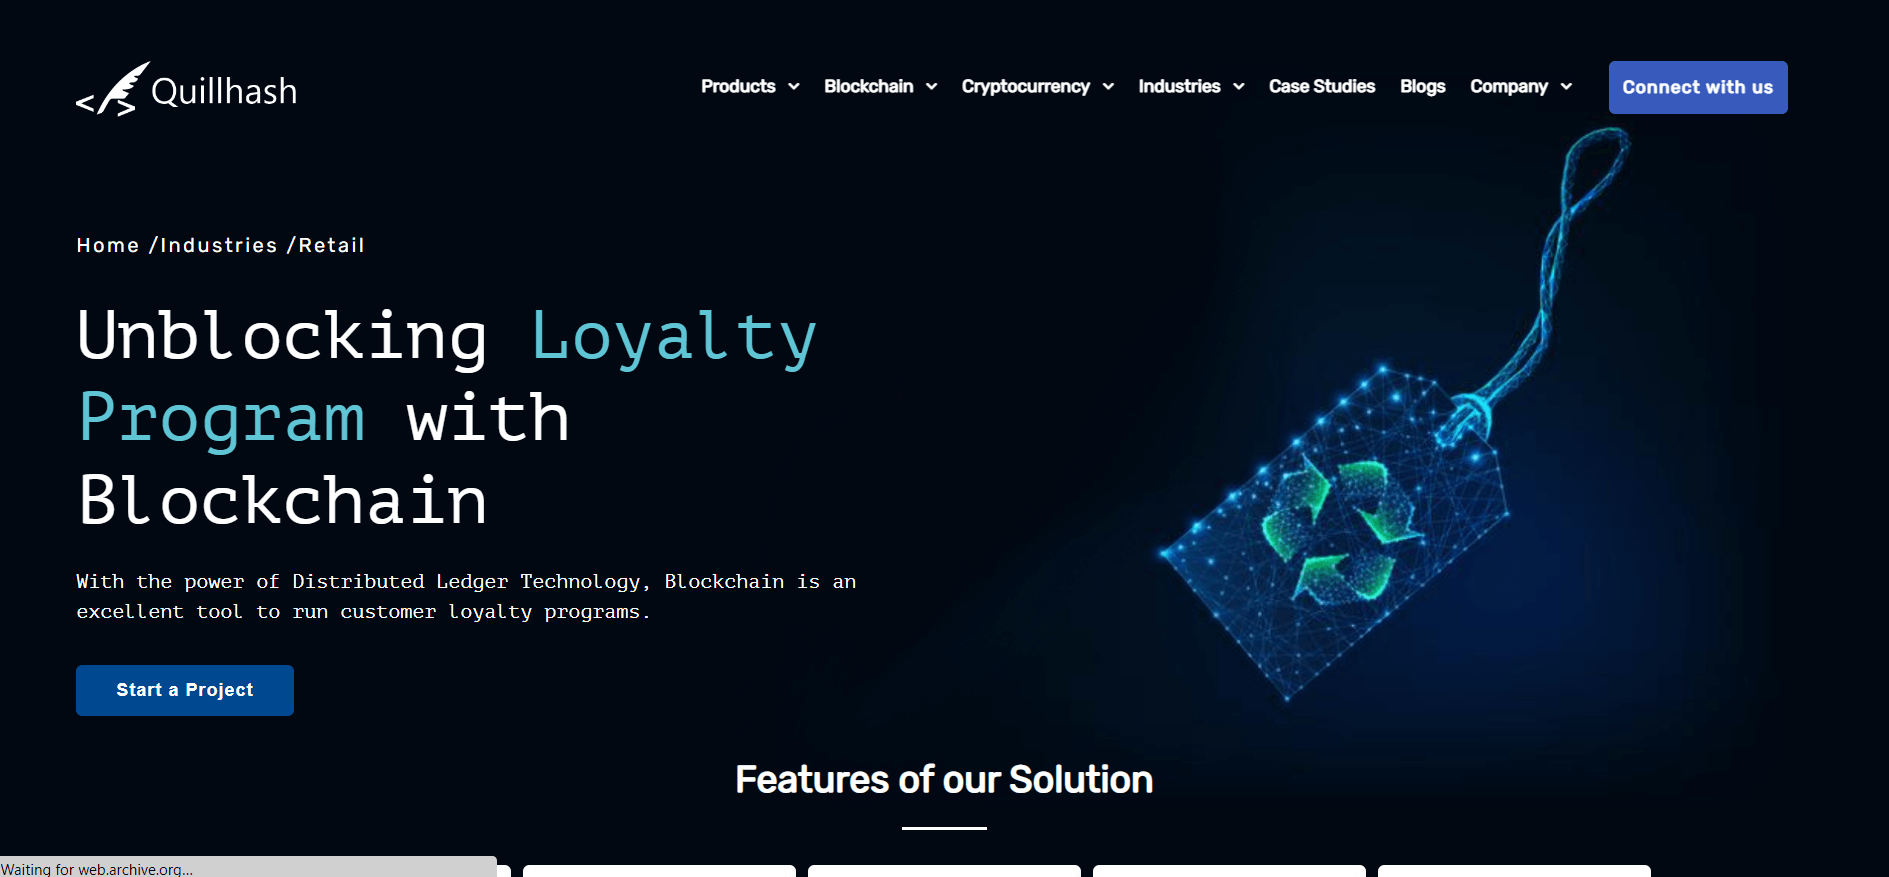 Quillhash
Products
Blockchain
Cryptocurrency
Industries
Case Studies
Blogs
Company
Connect with us
Home /Industries /Retail
Unblocking Loyalty
Program with
Blockchain
With the power of Distributed Ledger Technology, Blockchain is an
excellent tool to run customer loyalty programs.
Start a Project
Features of our Solution
Waiting for web.archive.org...